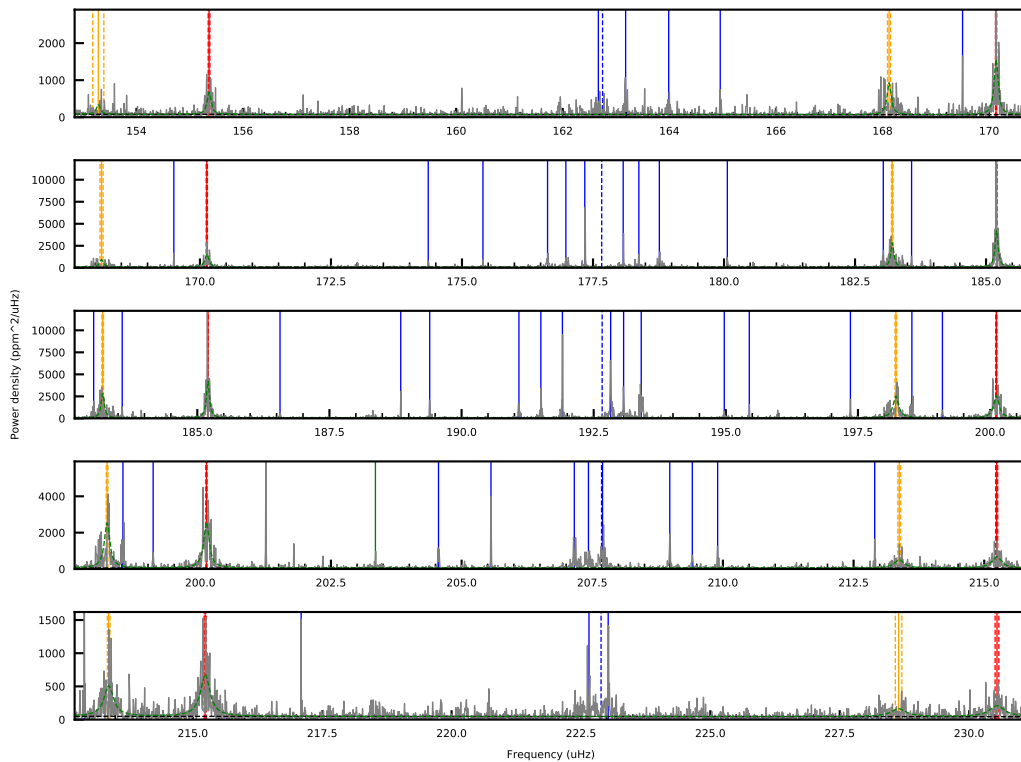 2000
1000
0
154 156 158 160 162 164 166 168 170
10000
7500
5000
2500
0
170.0 172.5 175.0 177.5 180.0 182.5 185.0
Power density (ppm^2/uHz)
10000
7500
5000
2500
0
185.0 187.5 190.0 192.5 195.0 197.5 200.0
4000
2000
0
200.0 202.5 205.0 207.5 210.0 212.5 215.0
1500
1000
500
0
215.0 217.5 220.0 222.5 225.0 227.5 230.0
Frequency (uHz)